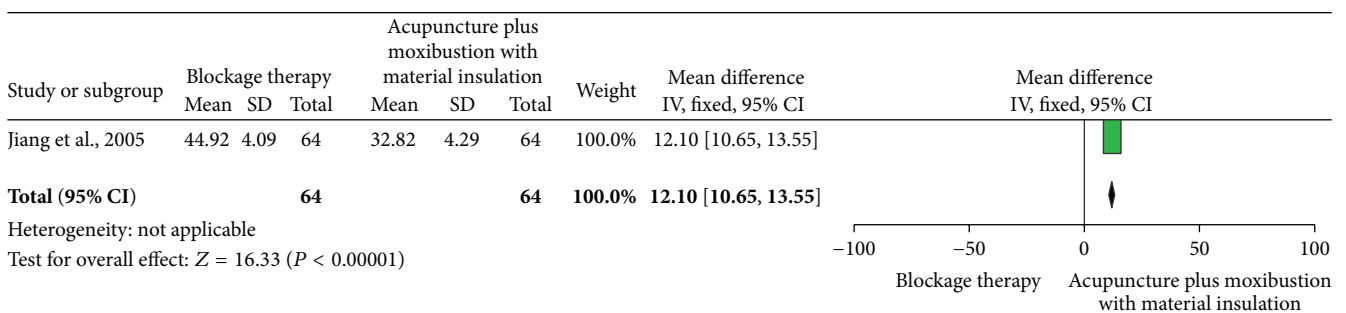 Acupuncture plus
moxibustion with
material insulation
Study or subgroup Blockage therapy Weight Mean difference Mean difference
Mean SD Total Mean SD Total IV, fixed, 95% CI IV, fixed, 95% CI
Jiang et al., 2005 44.92 4.09 64 32.82 4.29 64 100.0% 12.10 [10.65, 13.55]
Total (95% CI) 64 64 100.0% 12.10 [10.65, 13.55]
Heterogeneity: not applicable
Test for overall effect: Z = 16.33 (P < 0.00001)
−100 −50 0 50 100
Blockage therapy Acupuncture plus moxibustion
with material insulation